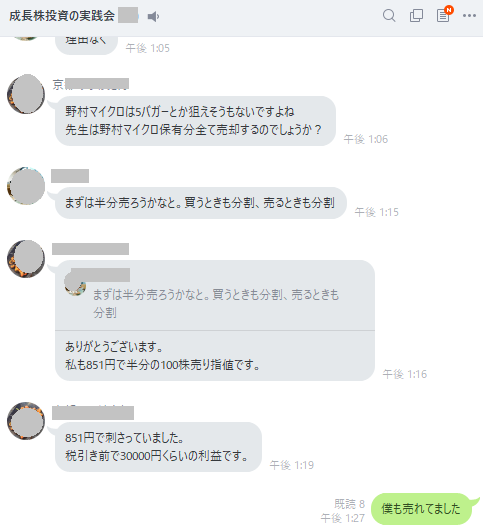 成長株投資の実践会
N
理由なく
午後 1:05
野村マイクロは5バガーとか狙えそうもないですよね
先生は野村マイクロ保有分全て売却するのでしょうか？
午後 1:06
まずは半分売ろうかなと。買うときも分割、売るときも分割
午後 1:15
まずは半分売ろうかなと。買うときも分割、売るときも
分割
ありがとうございます。
私も851円で半分の100株売り指値です。
午後 1:16
851円で刺さっていました。
税引き前で30000円くらいの利益です。
午後 1:19
既読 8
午後 1:27
僕も売れてました